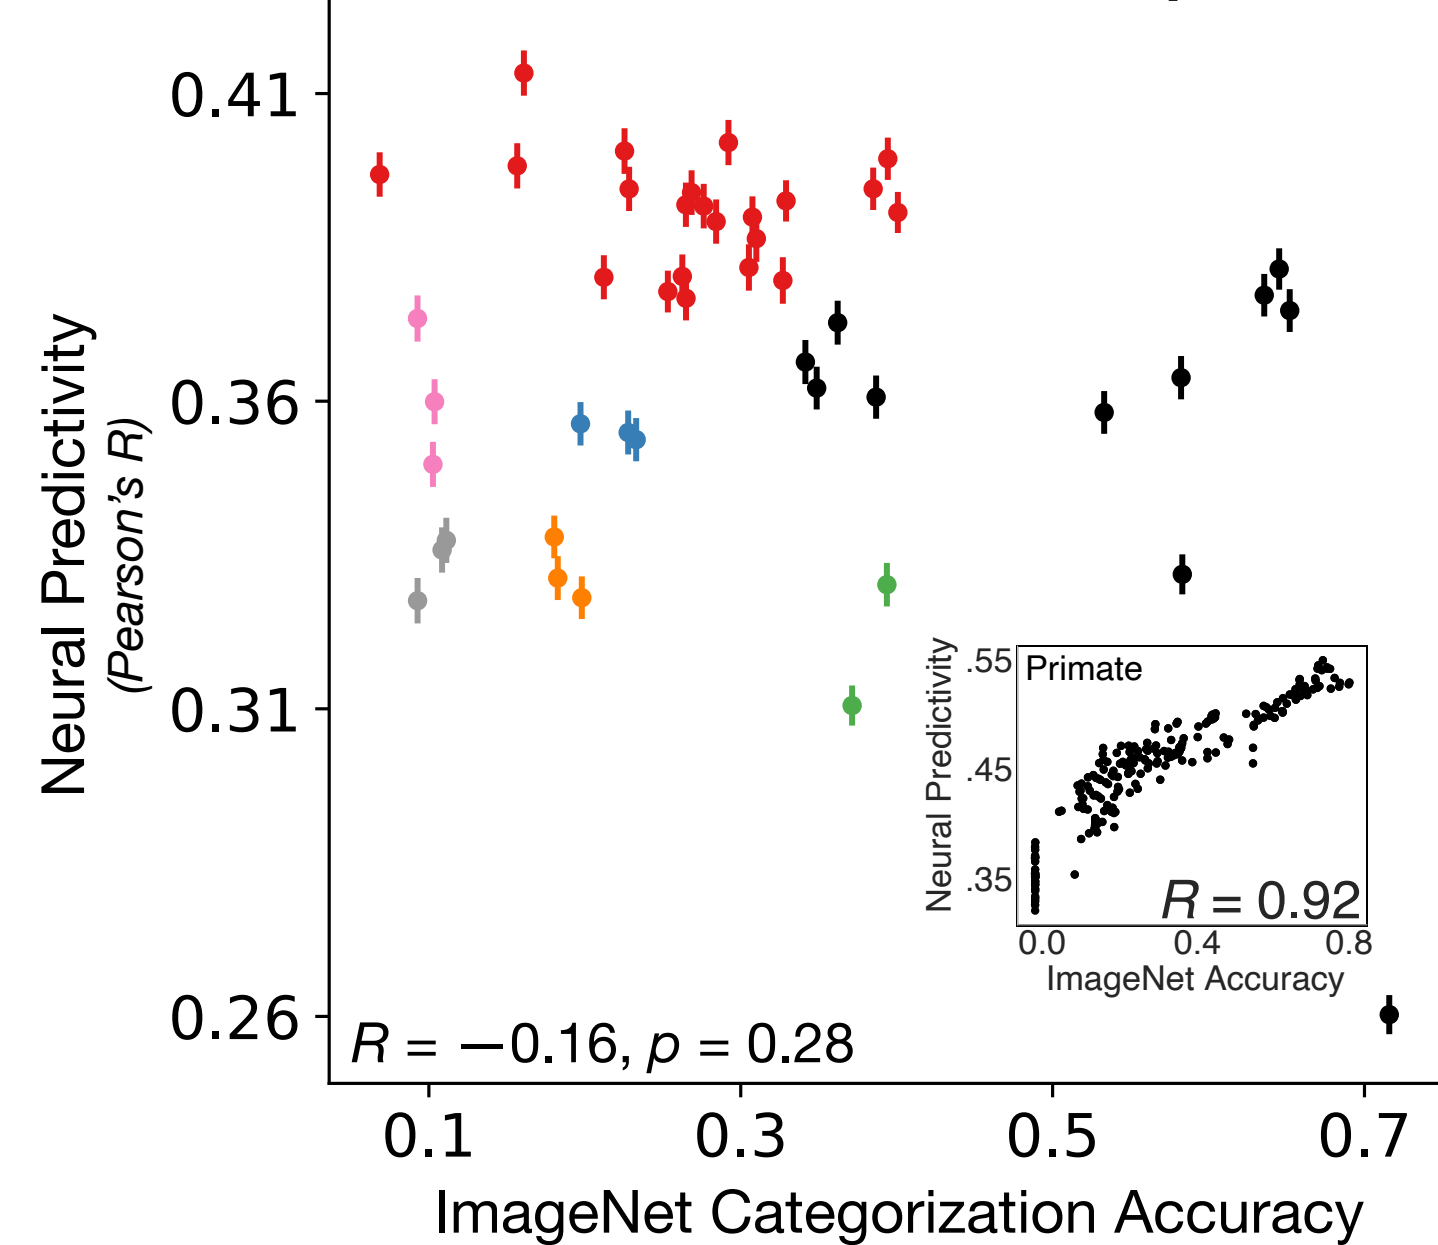 0.41
0.36
0.31
0.26
Neural Predictivity
(Pearson's R)
R = −0.16, p = 0.28
0.1
0.3
0.5
0.7
ImageNet Categorization Accuracy
Primate
.55
.45
.35
Neural Predictivity
R = 0.92
0.0
0.4
0.8
ImageNet Accuracy